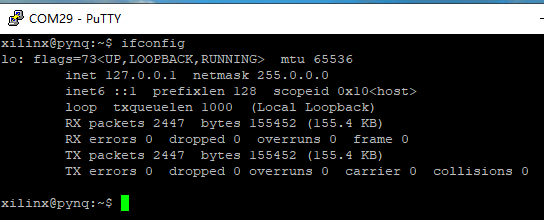 COM29 - PuTTY
xilinx@pynq:~$ ifconfig
lo: flags=73<UP,LOOPBACK,RUNNING>  mtu 65536
        inet 127.0.0.1  netmask 255.0.0.0
        inet6 ::1  prefixlen 128  scopeid 0x10<host>
        loop  txqueuelen 1000  (Local Loopback)
        RX packets 2447  bytes 155452 (155.4 KB)
        RX errors 0  dropped 0  overruns 0  frame 0
        TX packets 2447  bytes 155452 (155.4 KB)
        TX errors 0  dropped 0 overruns 0  carrier 0  collisions 0
xilinx@pynq:~$